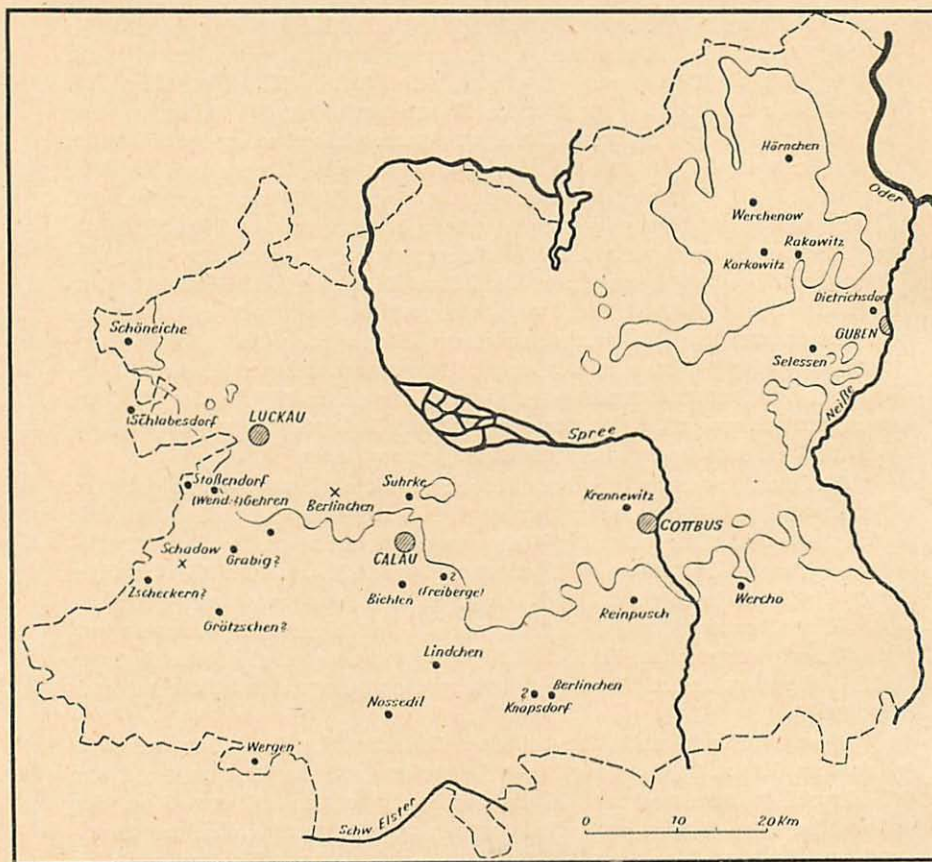 Hörnchen
Oder
Werchenow
Rakowitz
Korkowitz
Dietrichsdor
GUBEN
Schöneiche
Selessen
Neiße
Schlabesdorf
LUCKAU
Spree
Stoßendorf
(Wend.-?)Gehren
Berlinchen
Suhrke
Krennewitz
COTTBUS
Schadow
Grabig?
CALAU
Zscheckern?
Bichlen
?
(Freiberge)
Wercho
Reinpusch
Grötzschen?
Lindchen
?
Knapsdorf
Berlinchen
Nossedil
Wergen
Schw. Elster
0 10 20 Km